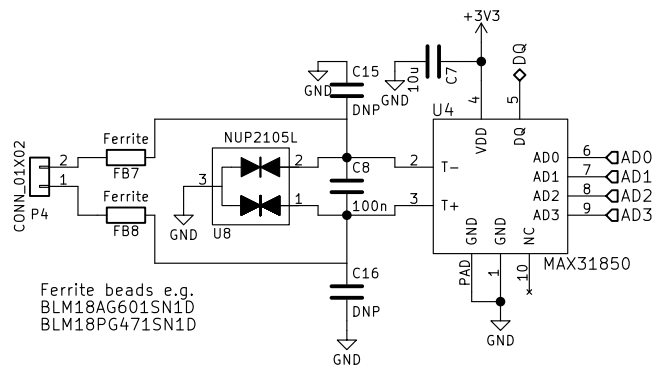 +3V3
C15
GND
DNP
10u
C7
GND
DQ
U4
4
5
VDD
DQ
Ferrite
NUP2105L
CONN_01X02
2
FB7
1
P4
Ferrite
FB8
3
2
1
GND
U8
C8
100n
2
T-
3
T+
AD0
6
AD0
AD1
7
AD1
AD2
8
AD2
AD3
9
AD3
GND
GND
NC
PAD
1
10
MAX31850
C16
DNP
GND
GND
Ferrite beads e.g.
BLM18AG601SN1D
BLM18PG471SN1D